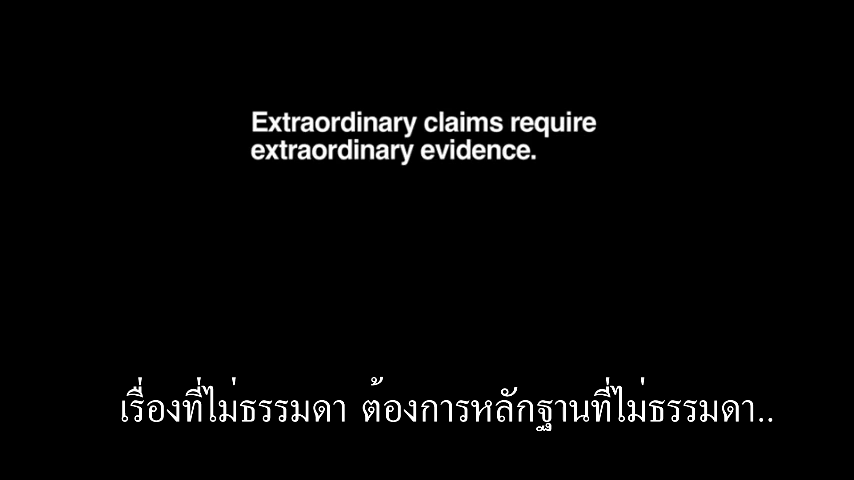 Extraordinary claims require
extraordinary evidence.
เรื่องที่ไม่ธรรมดา ต้องการหลักฐานที่ไม่ธรรมดา..